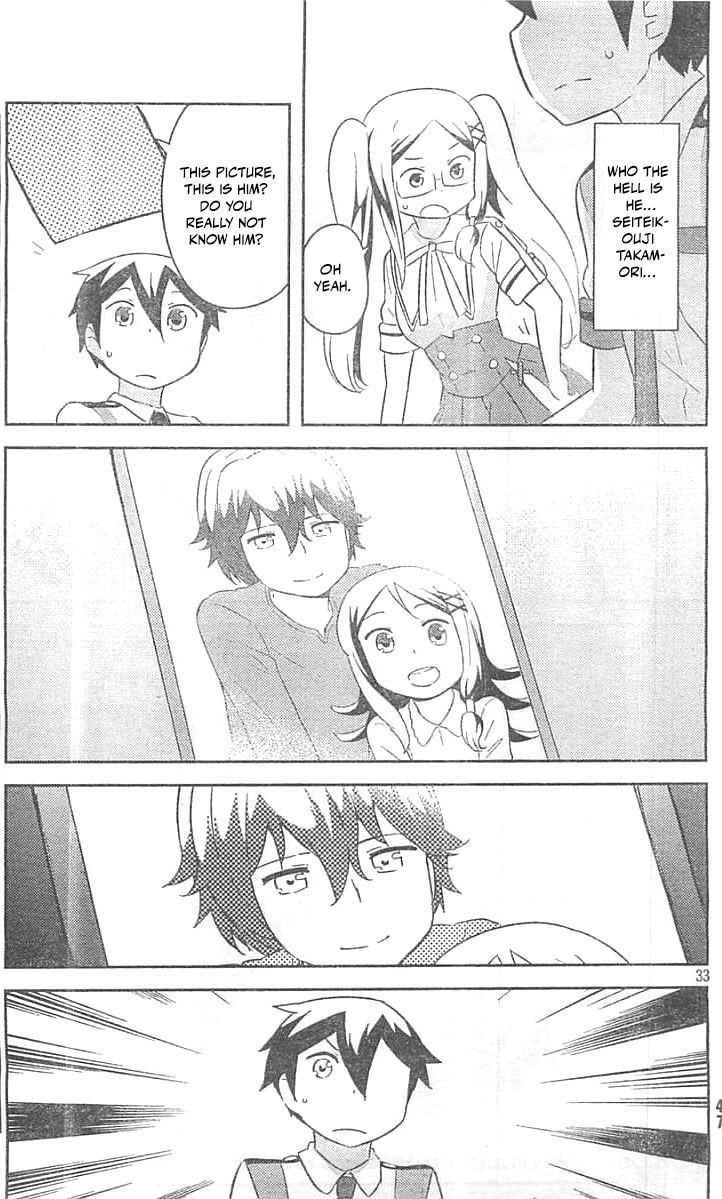 WHO THE
HELL IS
HE...
SEITEIK-
OUJI
TAKAM-
ORI...
OH
YEAH.
THIS PICTURE,
THIS IS HIM?
DO YOU
REALLY NOT
KNOW HIM?
33
47